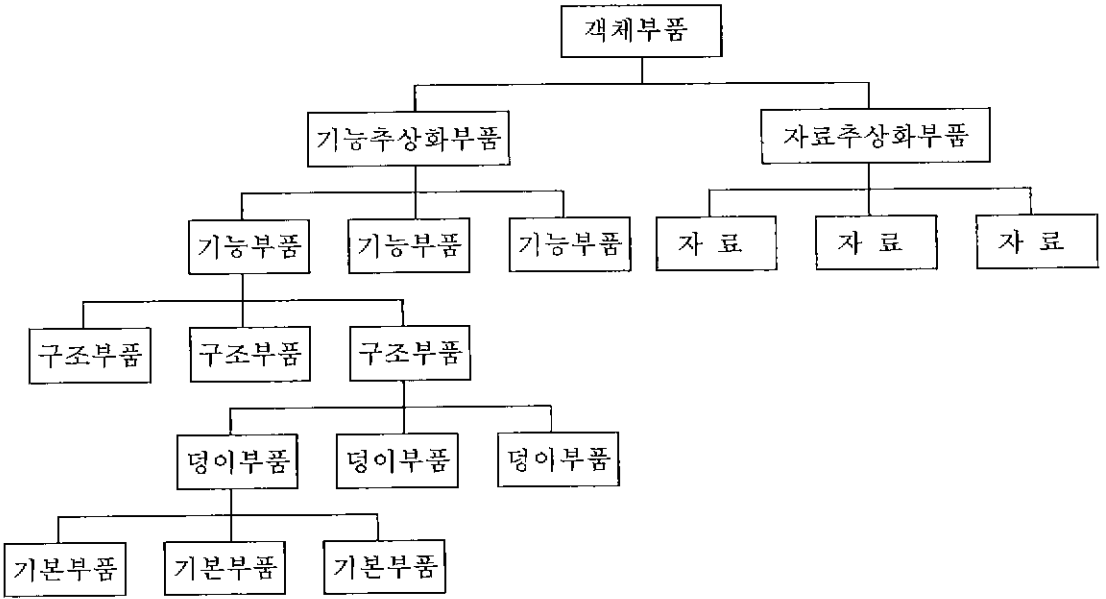 객체부품
기능추상화부품
자료추상화부품
기능부품
기능부품
기능부품
자 료
자 료
자 료
구조부품
구조부품
구조부품
덩이부품
덩이부품
덩이부품
기본부품
기본부품
기본부품